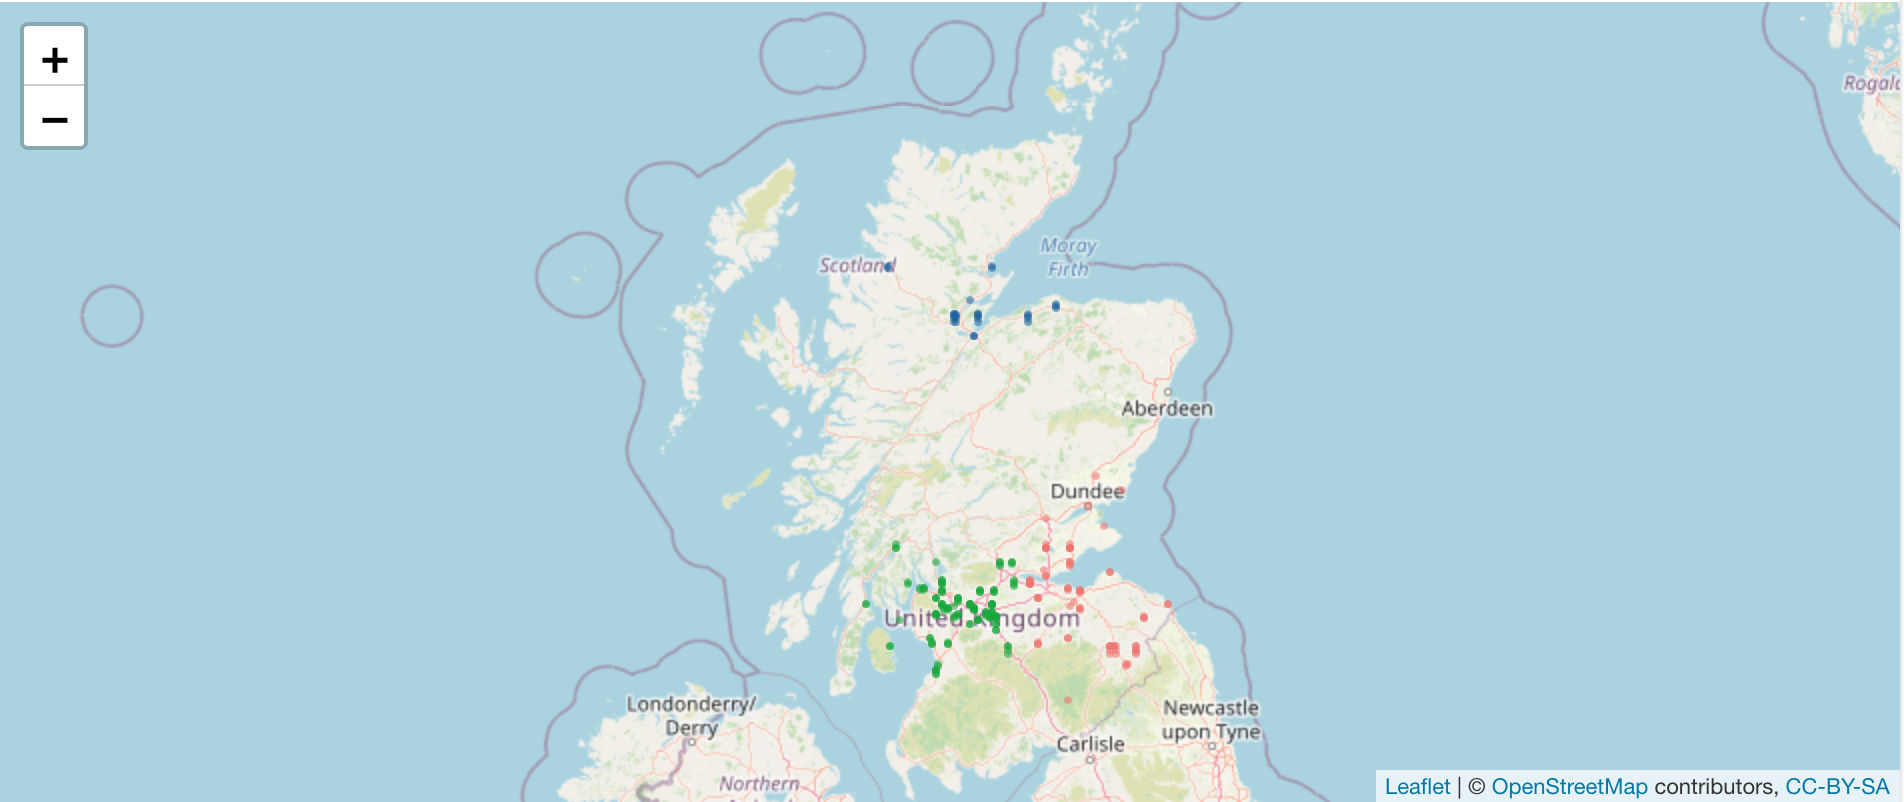 +
−
Rogala
Moray
Firth
Scotland
Aberdeen
Dundee
United Kingdom
Londonderry/
Derry
Newcastle
upon Tyne
Carlisle
Northern
Leaflet | © OpenStreetMap contributors, CC-BY-SA